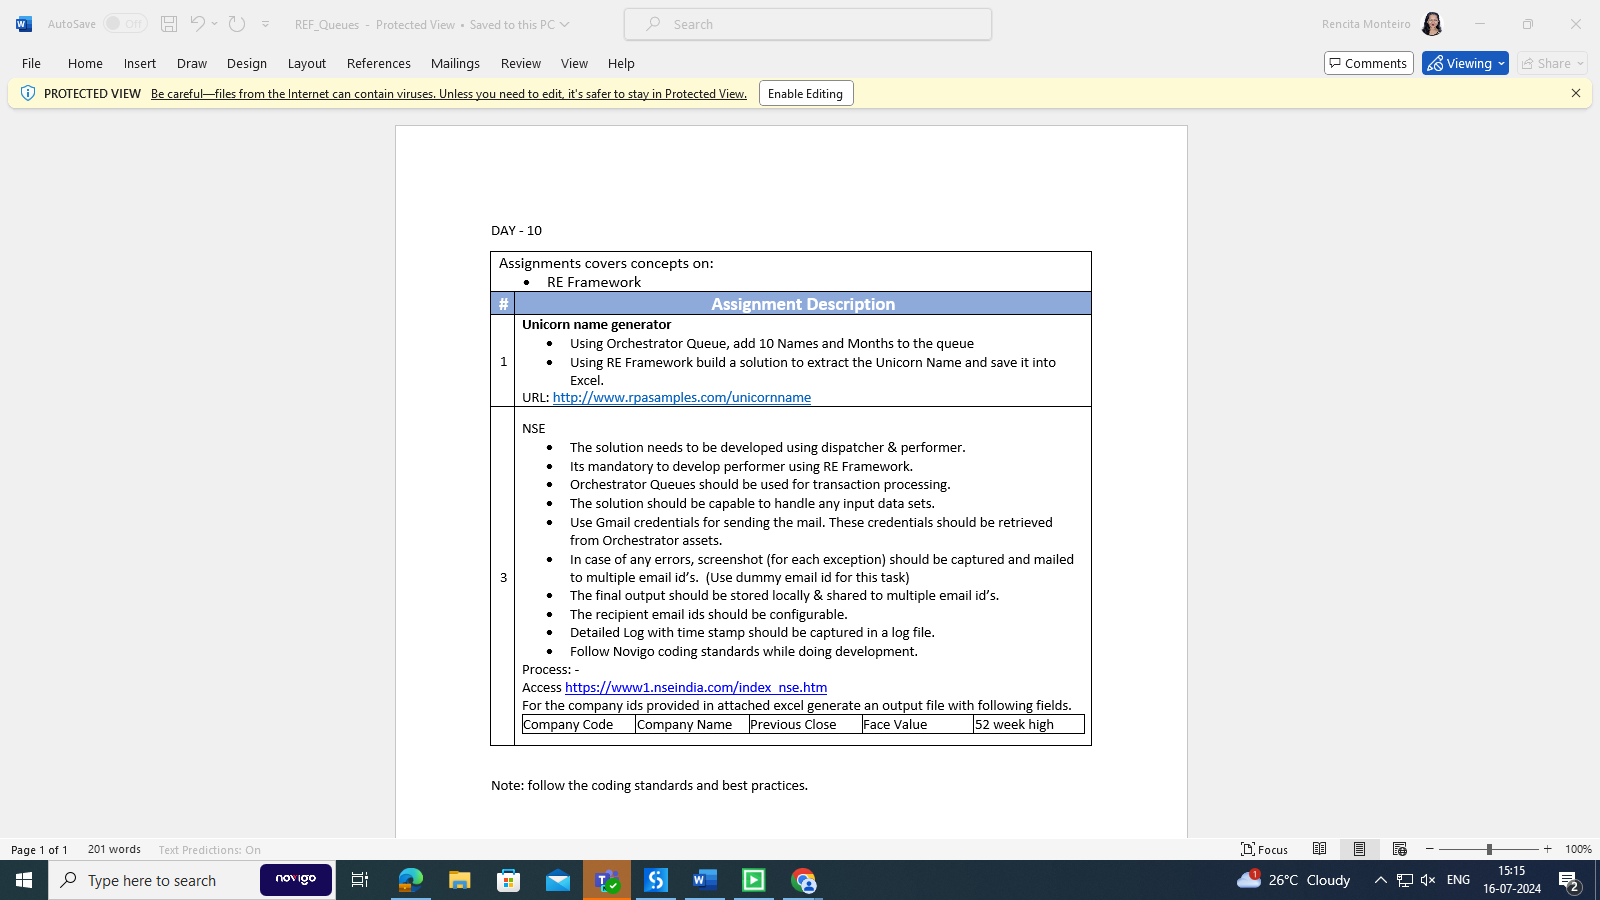 AutoSave Off REF_Queues - Protected View • Saved to this PC Search Rencita Monteiro
File Home Insert Draw Design Layout References Mailings Review View Help Comments Viewing Share
PROTECTED VIEW Be careful—files from the Internet can contain viruses. Unless you need to edit, it's safer to stay in Protected View. Enable Editing
DAY - 10
Assignments covers concepts on:
• RE Framework
# Assignment Description
Unicorn name generator
• Using Orchestrator Queue, add 10 Names and Months to the queue
1
• Using RE Framework build a solution to extract the Unicorn Name and save it into
Excel.
URL: http://www.rpasamples.com/unicornname
NSE
• The solution needs to be developed using dispatcher & performer.
• Its mandatory to develop performer using RE Framework.
• Orchestrator Queues should be used for transaction processing.
• The solution should be capable to handle any input data sets.
• Use Gmail credentials for sending the mail. These credentials should be retrieved
from Orchestrator assets.
• In case of any errors, screenshot (for each exception) should be captured and mailed
3 to multiple email id’s. (Use dummy email id for this task)
• The final output should be stored locally & shared to multiple email id’s.
• The recipient email ids should be configurable.
• Detailed Log with time stamp should be captured in a log file.
• Follow Novigo coding standards while doing development.
Process: -
Access https://www1.nseindia.com/index_nse.htm
For the company ids provided in attached excel generate an output file with following fields.
Company Code Company Name Previous Close Face Value 52 week high
Note: follow the coding standards and best practices.
Page 1 of 1 201 words Text Predictions: On Focus 100%
Type here to search novigo 1 26°C Cloudy ENG 15:15
16-07-2024 2